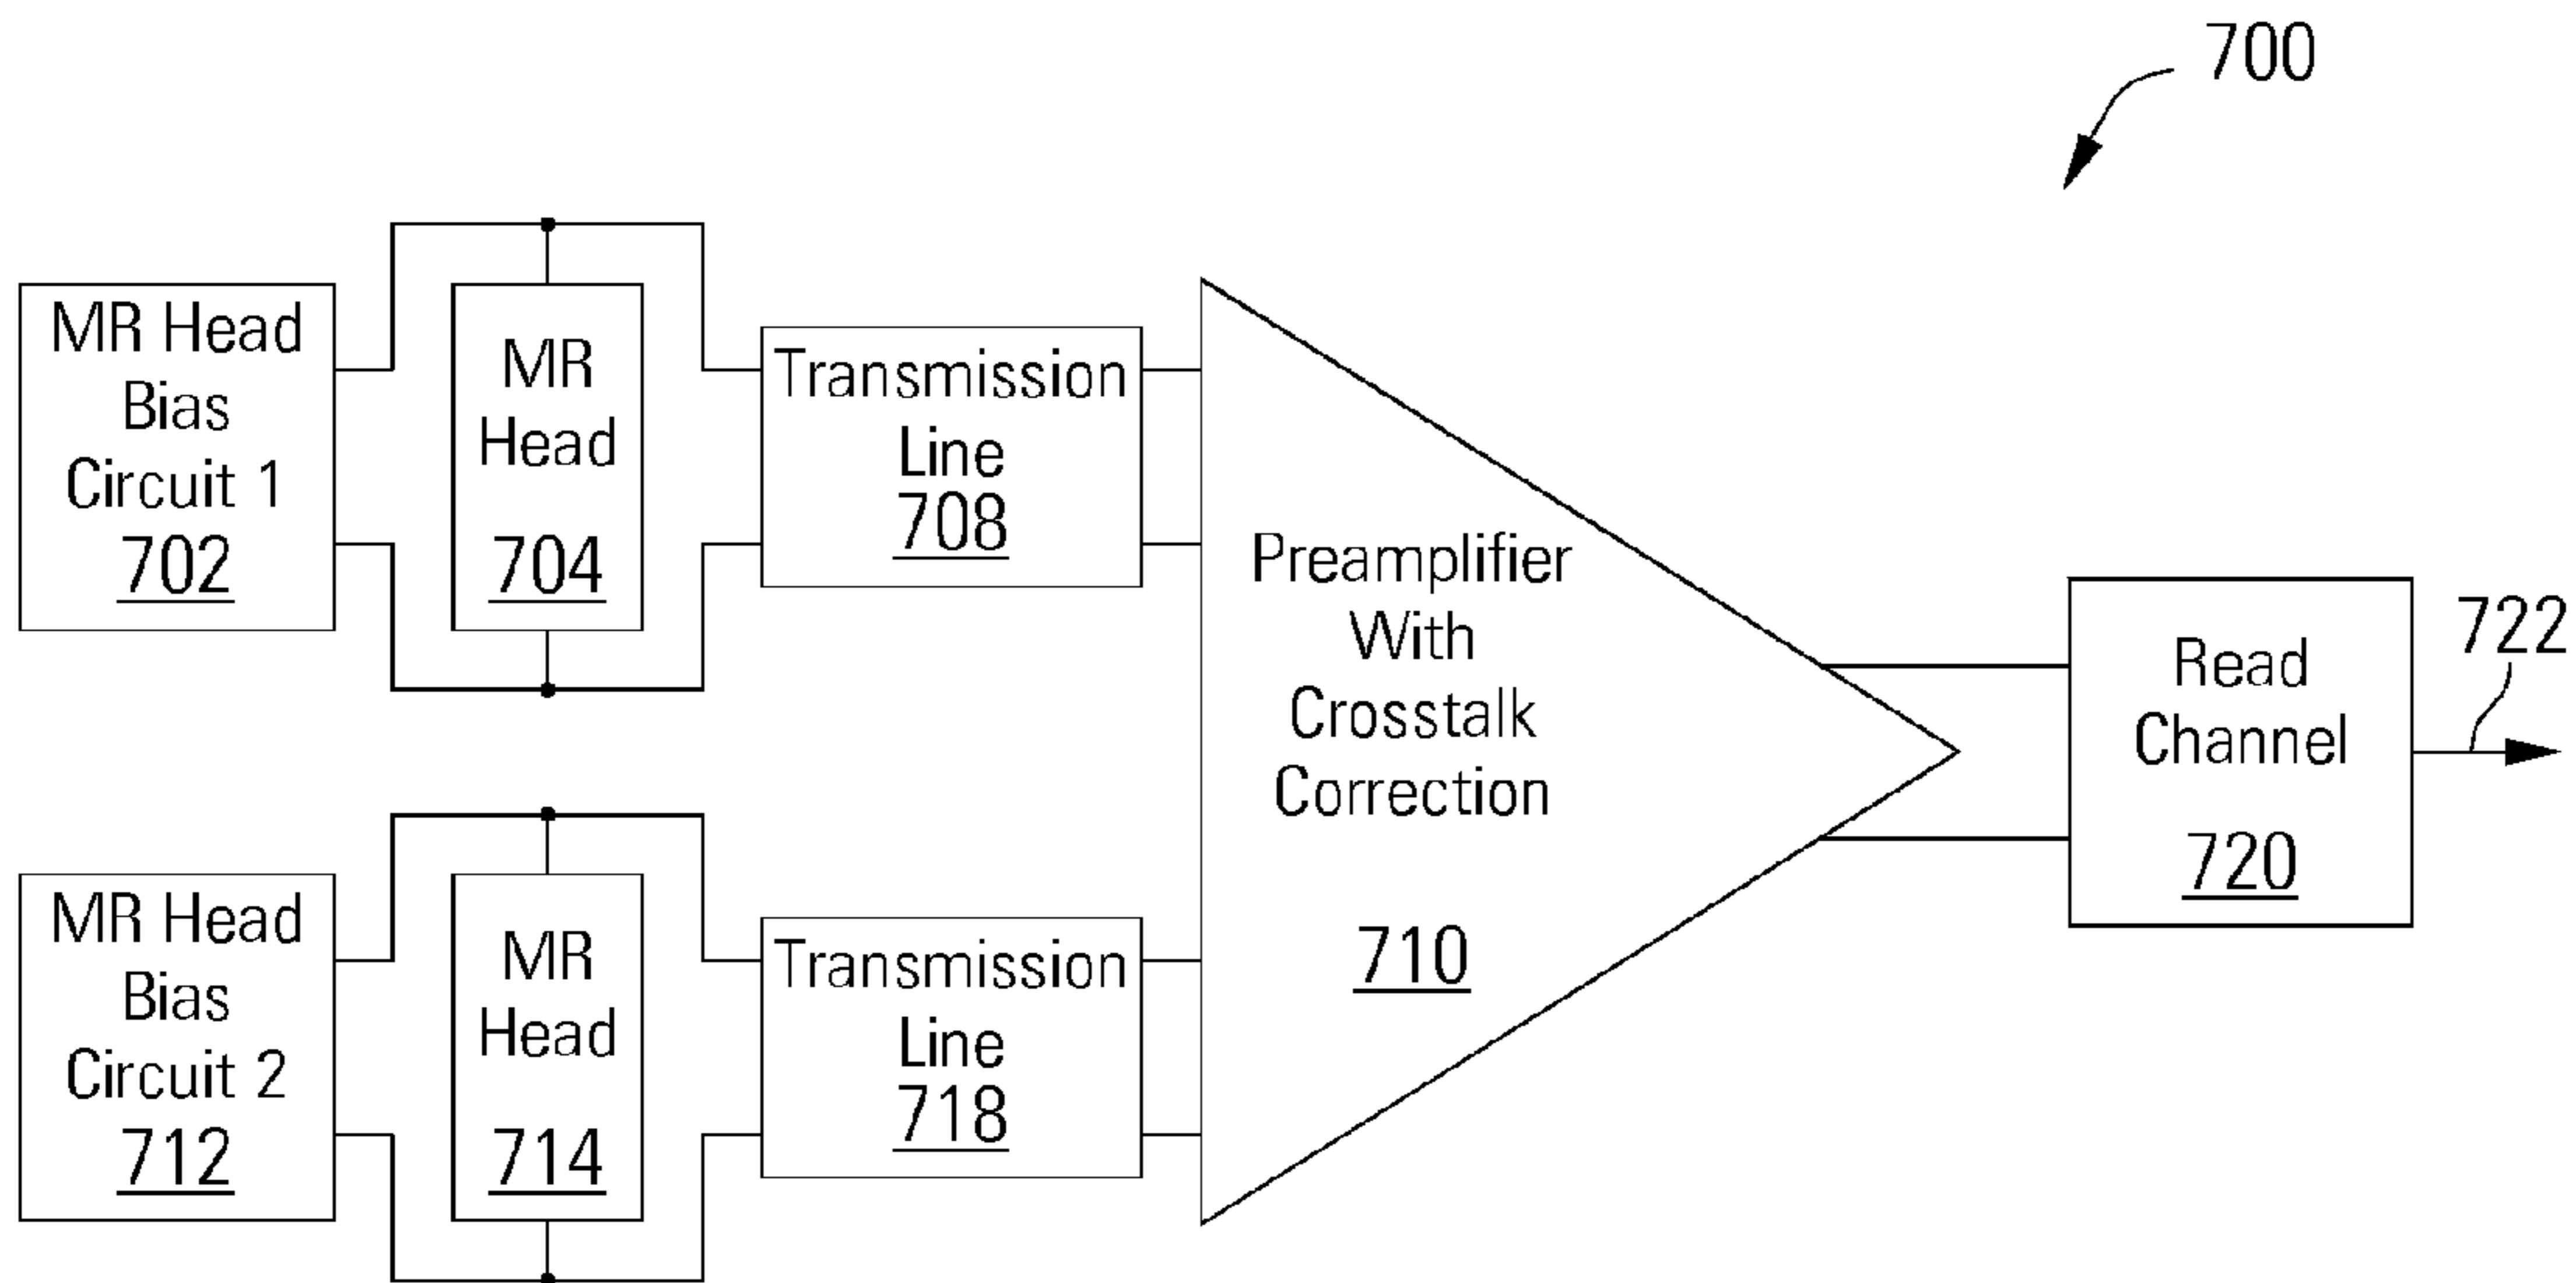 700
MR Head
Bias
Circuit 1
702
MR
Head
704
Transmission
Line
708
Preamplifier
With
Crosstalk
Correction
710
Read
Channel
720
722
MR Head
Bias
Circuit 2
712
MR
Head
714
Transmission
Line
718